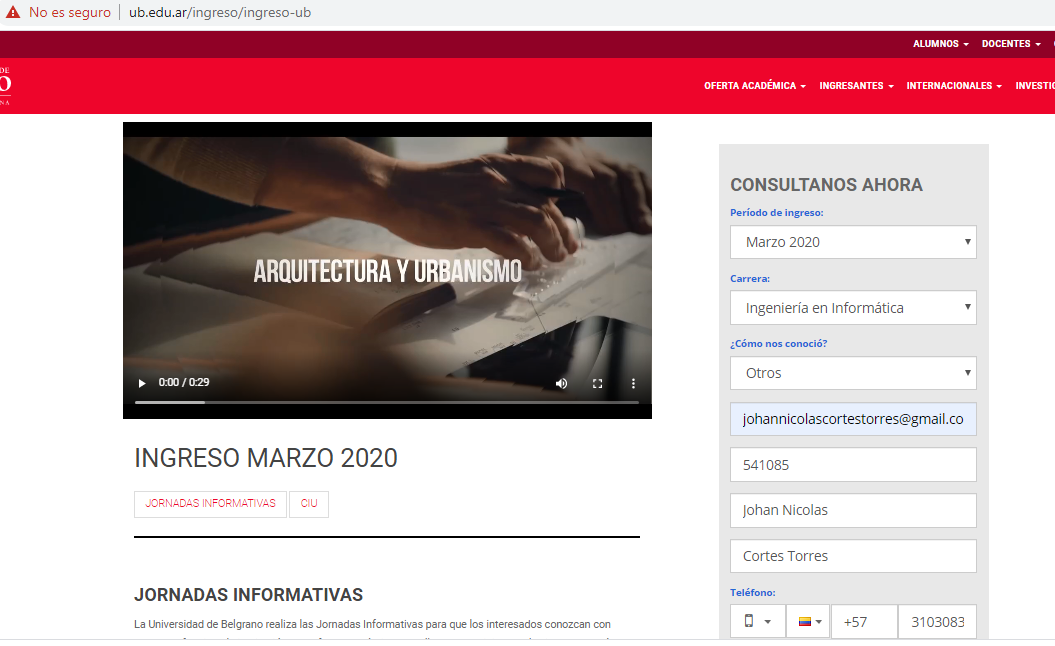 No es seguro
ub.edu.ar/ingreso/ingreso-ub
ALUMNOS
DOCENTES
DE
O
NA
OFERTA ACADÉMICA
INGRESANTES
INTERNACIONALES
INVESTIG
ARQUITECTURA Y URBANISMO
0:00 / 0:29
INGRESO MARZO 2020
JORNADAS INFORMATIVAS
CIU
JORNADAS INFORMATIVAS
La Universidad de Belgrano realiza las Jornadas Informativas para que los interesados conozcan con
CONSULTANOS AHORA
Período de ingreso:
Marzo 2020
Carrera:
Ingeniería en Informática
¿Cómo nos conoció?
Otros
johannicolascortestorres@gmail.co
541085
Johan Nicolas
Cortes Torres
Teléfono:
+57
3103083